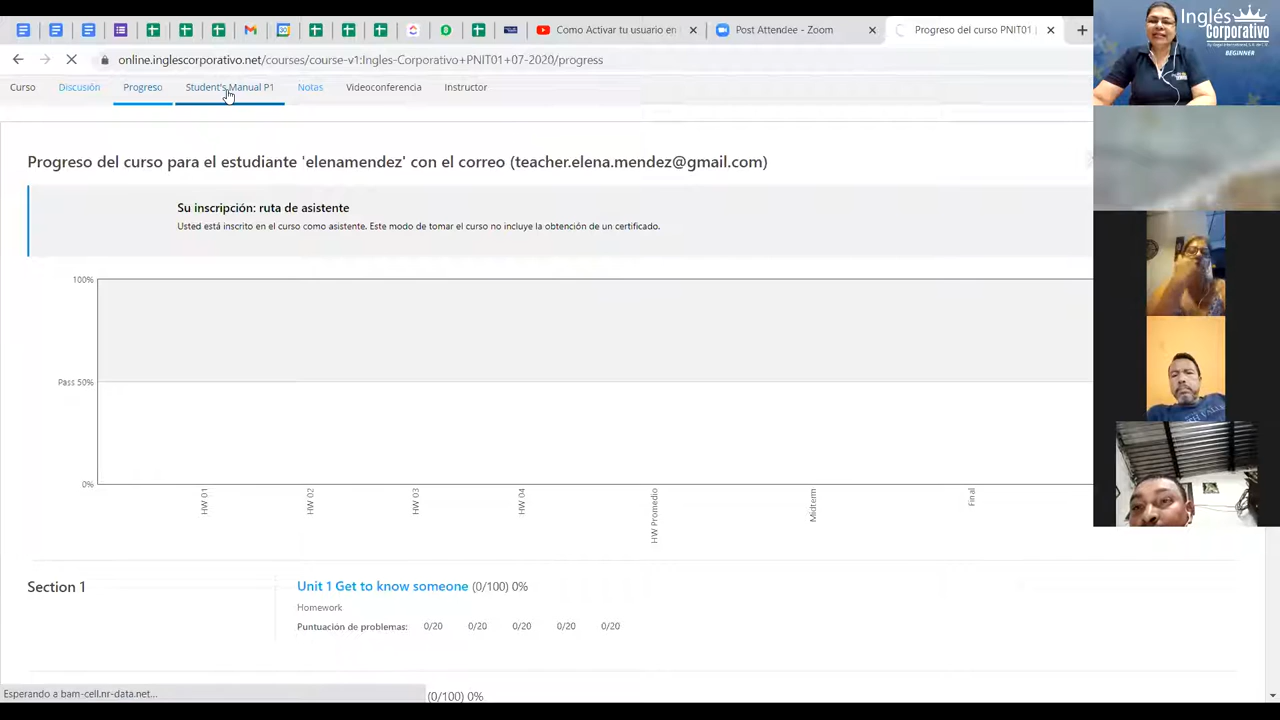 Como Activar tu usuario en
Post Attendee - Zoom
Progreso del curso PNIT01
online.inglescorporativo.net/courses/course-v1:Ingles-Corporativo+PNIT01+07
progress
Curso
Discusión
Progreso
Student's Manual P1
Notas
Videoconferencia
Instructor
Progreso del curso para el estudiante 'elenamendez' con el correo (teacher.elena.mendez@gmail.com)
Su inscripción: ruta de asistente
Usted está inscrito en el curso como asistente. Este modo de tomar el curso no incluye la obtención de un certificado.
100%
Pass 50%
0%
HW 01
HW 02
HW 03
HW 04
HW Promedio
Midterm
Final
Section 1
Unit 1 Get to know someone (0/100) 0%
Homework
Puntuación de problemas: 0/20 0/20 0/20 0/20 0/20
(0/100) 0%
Esperando a bam-cell.nr-data.net...
Inglés
Corporativo
BEGINNER